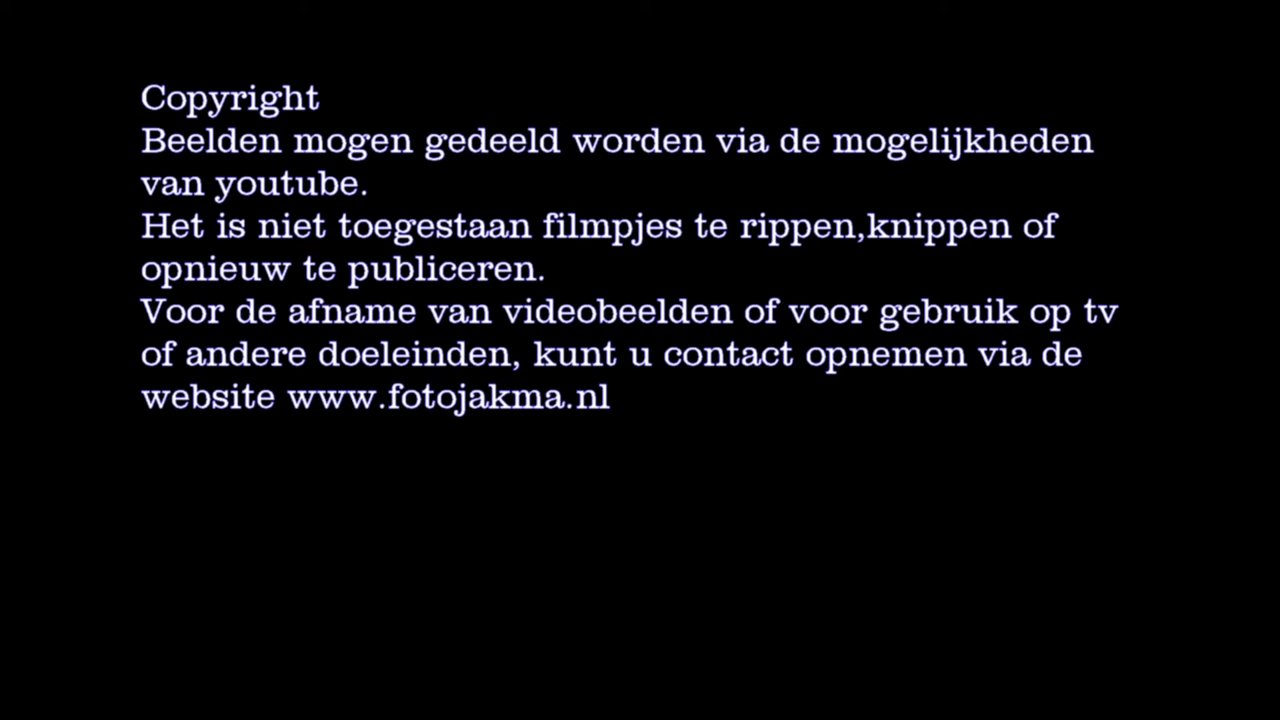 Copyright
Beelden mogen gedeeld worden via de mogelijkheden
van youtube.
Het is niet toegestaan filmpjes te rippen,knippen of
opnieuw te publiceren.
Voor de afname van videobeelden of voor gebruik op tv
of andere doeleinden, kunt u contact opnemen via de
website www.fotojakma.nl